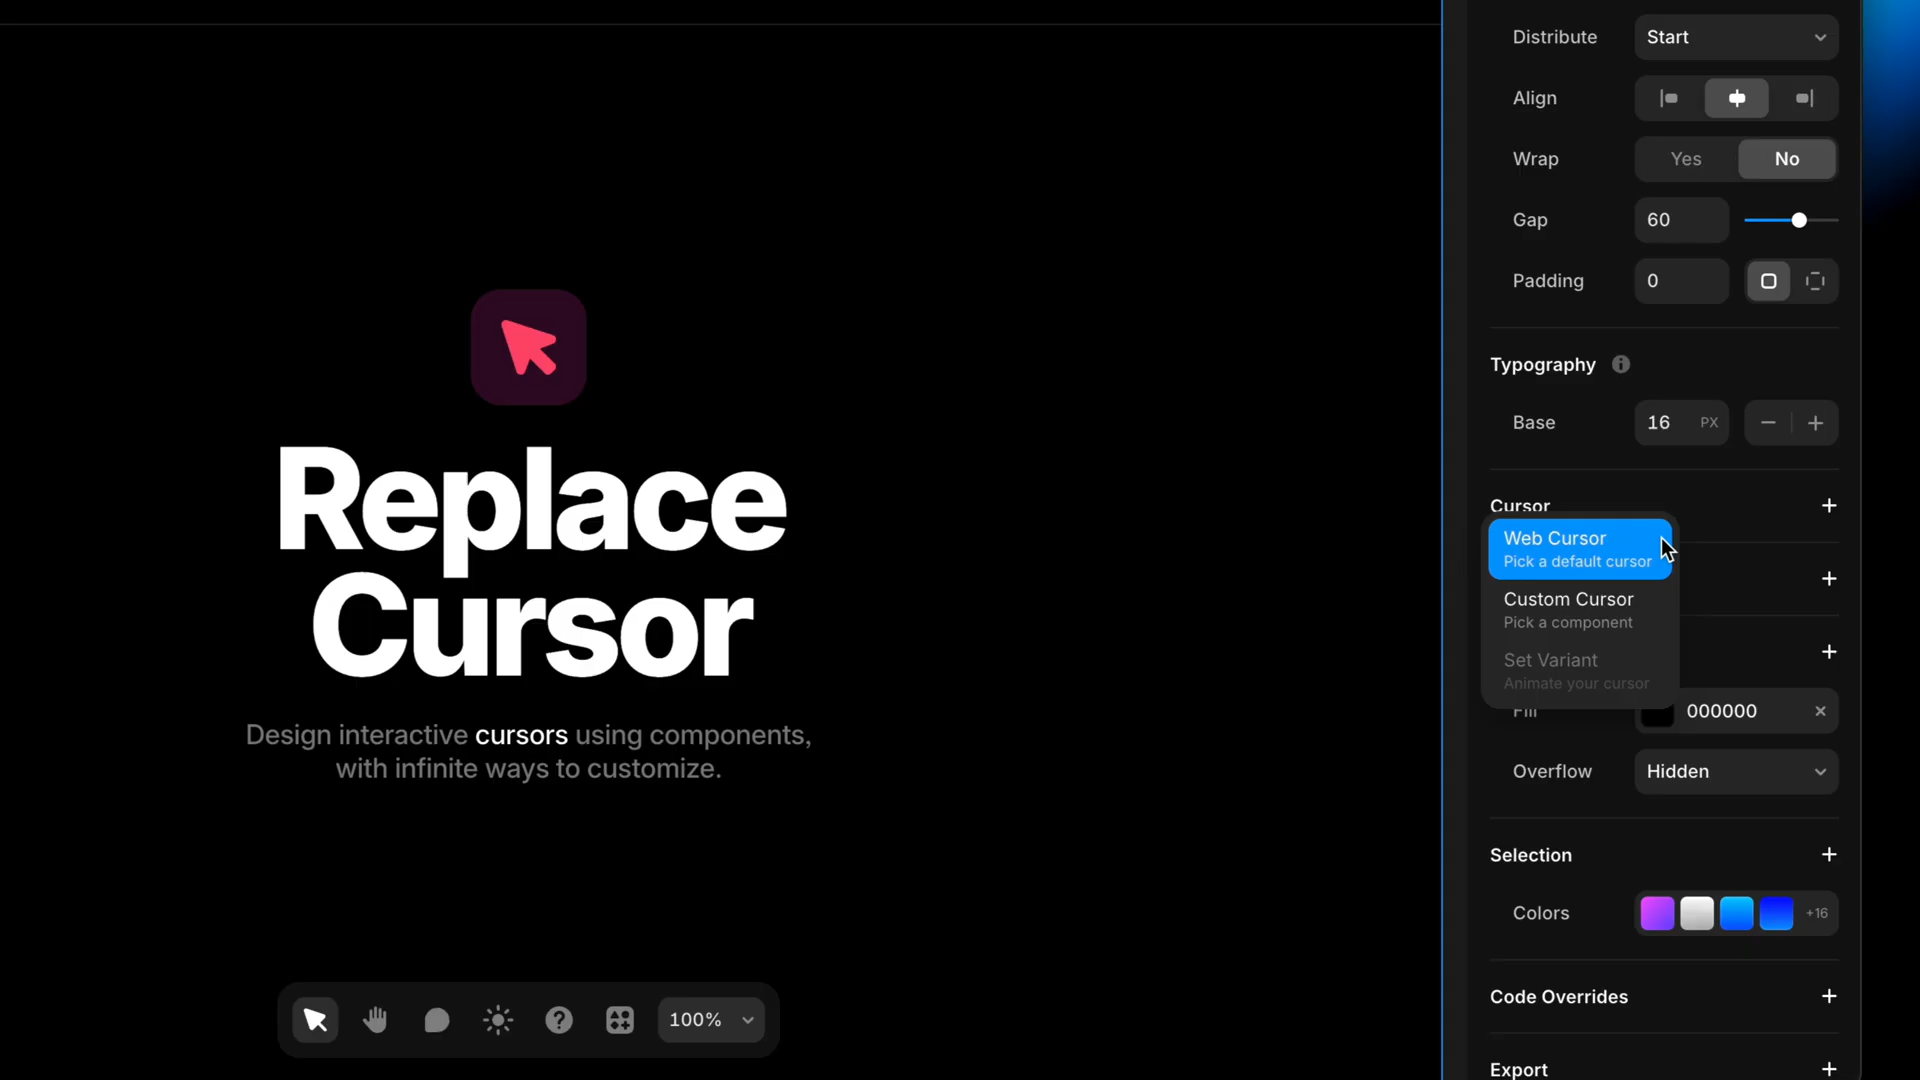 Replace
Cursor
Design interactive cursors using components,
with infinite ways to customize.
100%
Distribute
Start
Align
Wrap
Yes
No
Gap
60
Padding
0
Typography
Base
16 PX
Cursor
Web Cursor
Pick a default cursor
Custom Cursor
Pick a component
Set Variant
Animate your cursor
Fill
000000
Overflow
Hidden
Selection
Colors
+16
Code Overrides
Export